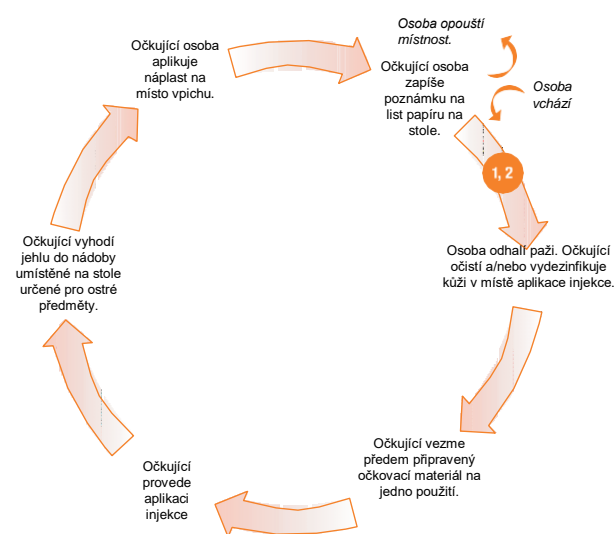 Osoba opouští
místnost.
Očkující osoba
zapíše
poznámku na
list papíru na
stole.
Osoba
vchází
1, 2
Osoba odhalí paži. Očkující
očistí a/nebo vydezinfikuje
kůži v místě aplikace injekce.
Očkující vezme
předem připravený
očkovací materiál na
jedno použití.
Očkující
provede
aplikaci
injekce
Očkující vyhodí
jehlu do nádoby
umístěné na stole
určené pro ostré
předměty.
Očkující osoba
aplikuje
náplast na
místo vpichu.